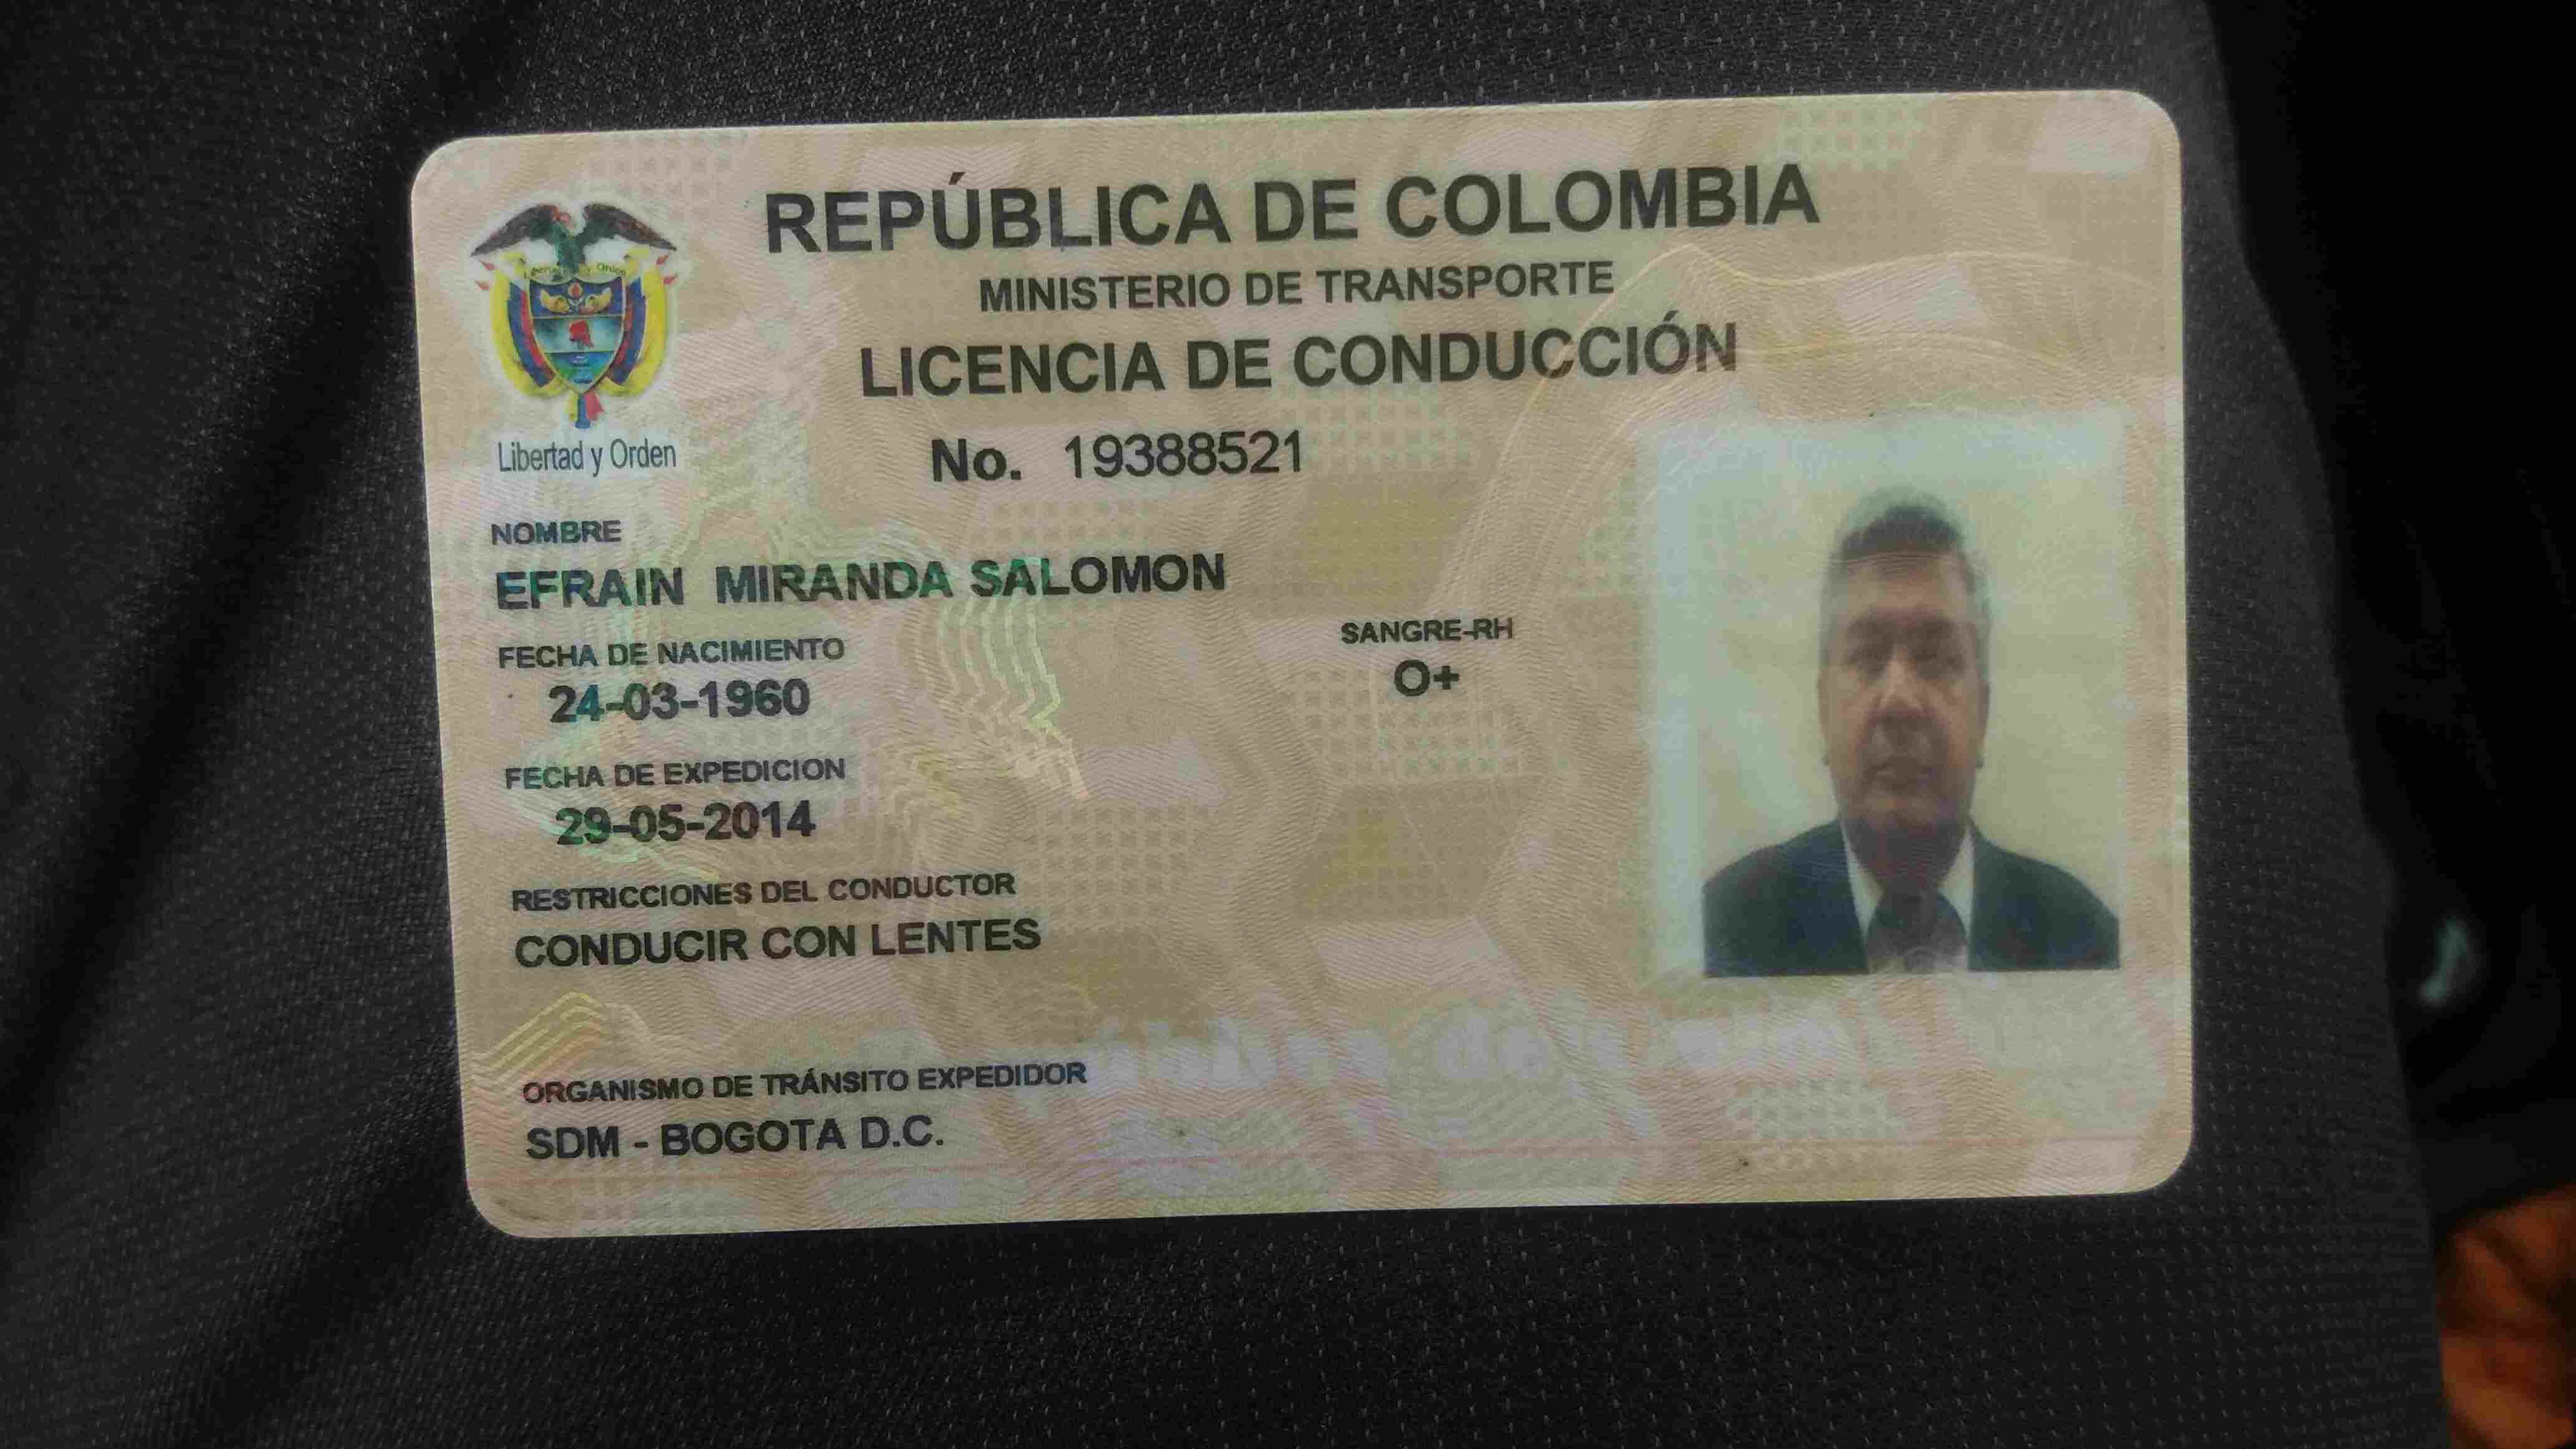 REPÚBLICA DE COLOMBIA
MINISTERIO DE TRANSPORTE
LICENCIA DE CONDUCCIÓN
Libertad y Orden
Libertad y Orden
No. 19388521
NOMBRE
EFRAIN MIRANDA SALOMON
FECHA DE NACIMIENTO
24-03-1960
SANGRE-RH
O+
FECHA DE EXPEDICION
29-05-2014
RESTRICCIONES DEL CONDUCTOR
CONDUCIR CON LENTES
ORGANISMO DE TRÁNSITO EXPEDIDOR
SDM - BOGOTA D.C.